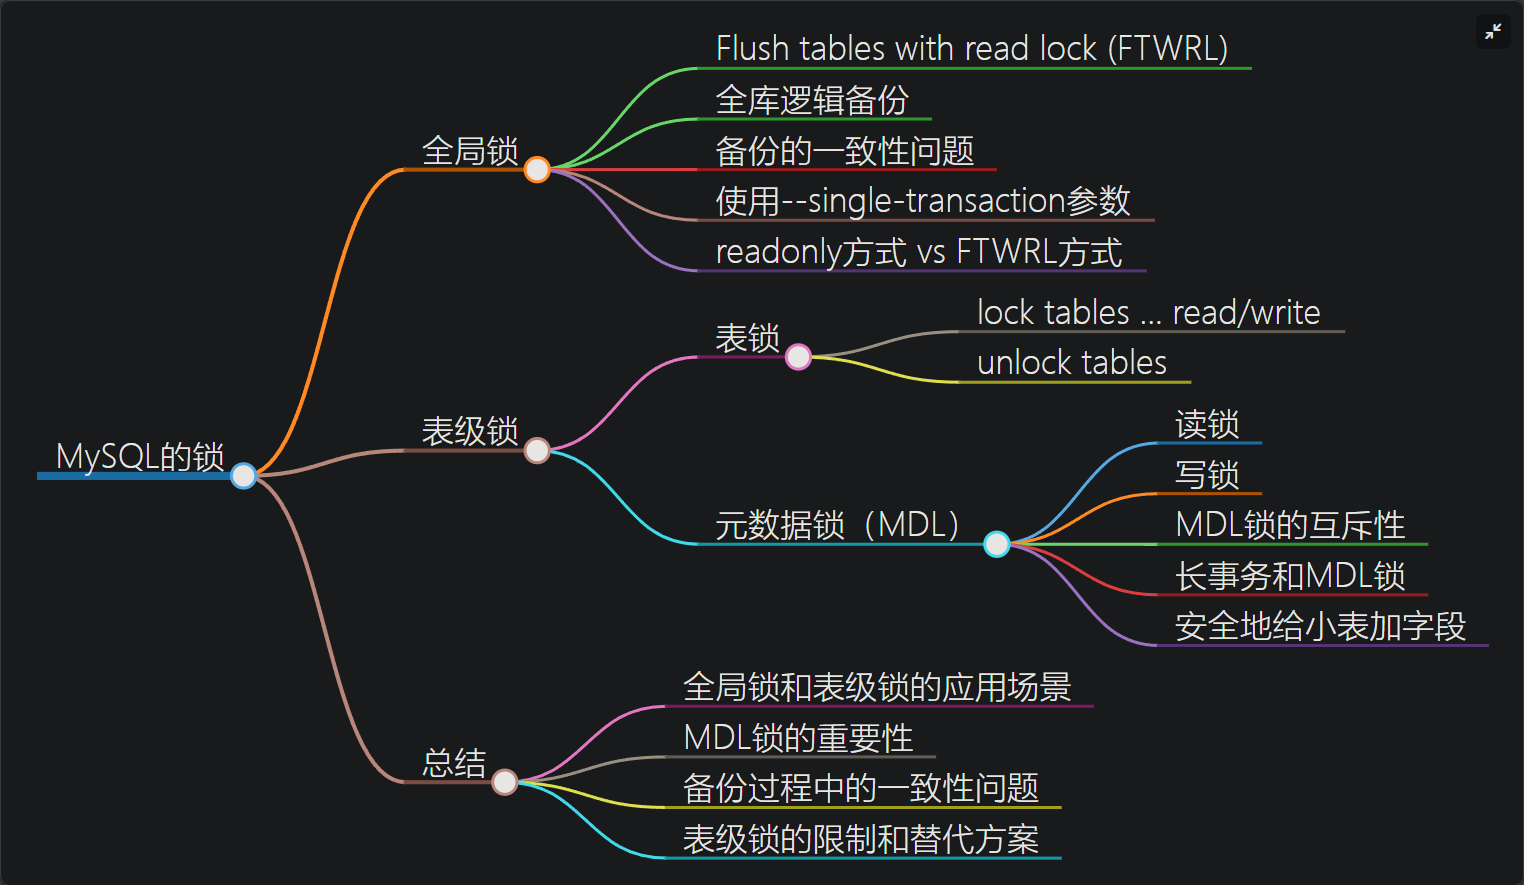 MySQL的锁
全局锁
Flush tables with read lock (FTWRL)
全库逻辑备份
备份的一致性问题
使用--single-transaction参数
readonly方式 vs FTWRL方式
表级锁
表锁
lock tables ... read/write
unlock tables
元数据锁（MDL）
读锁
写锁
MDL锁的互斥性
长事务和MDL锁
安全地给小表加字段
总结
全局锁和表级锁的应用场景
MDL锁的重要性
备份过程中的一致性问题
表级锁的限制和替代方案